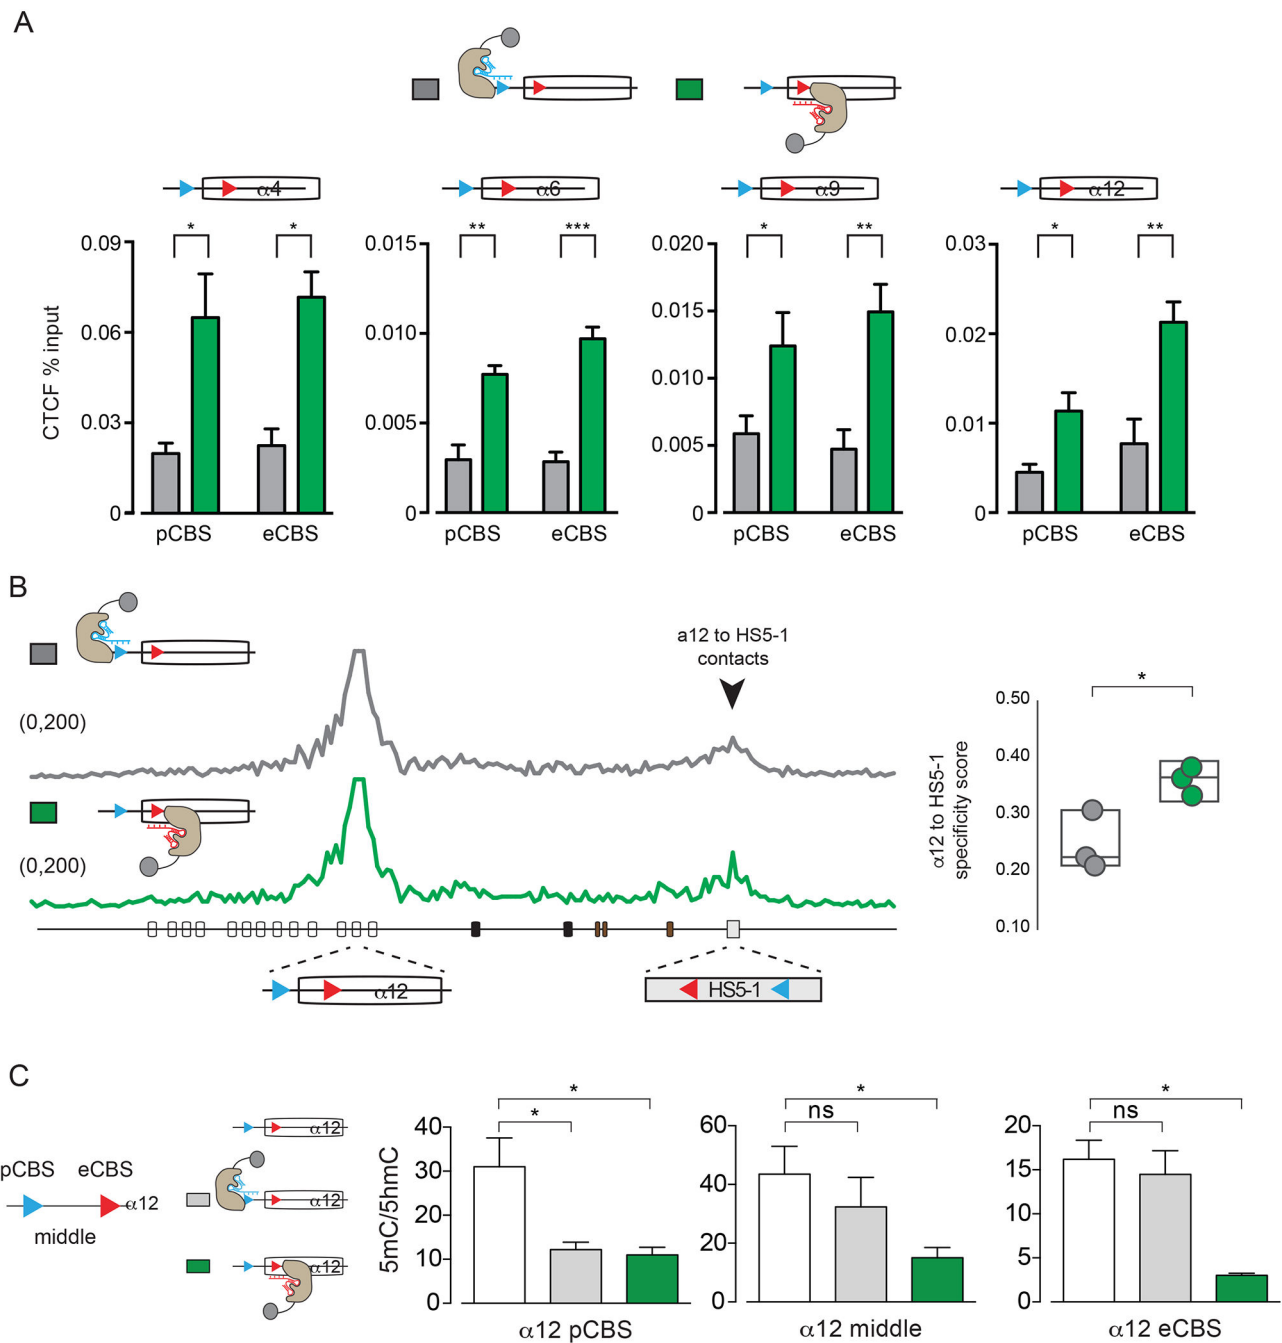 A
α4
α6
α9
α12
CTCF % input
0.09
0.06
0.03
0
*
*
pCBS
eCBS
0.015
0.010
0.005
0
**
***
pCBS
eCBS
0.020
0.015
0.010
0.005
0
*
**
pCBS
eCBS
0.03
0.02
0.01
0
*
**
pCBS
eCBS
B
(0,200)
(0,200)
a12 to HS5-1
contacts
α12
HS5-1
α12 to HS5-1
specificity score
0.50
0.40
0.30
0.20
0.10
*
C
pCBS
eCBS
α12
middle
α12
α12
α12
5mC/5hmC
40
30
20
10
0
*
*
α12 pCBS
60
40
20
0
*
ns
α12 middle
20
15
10
5
0
*
ns
α12 eCBS